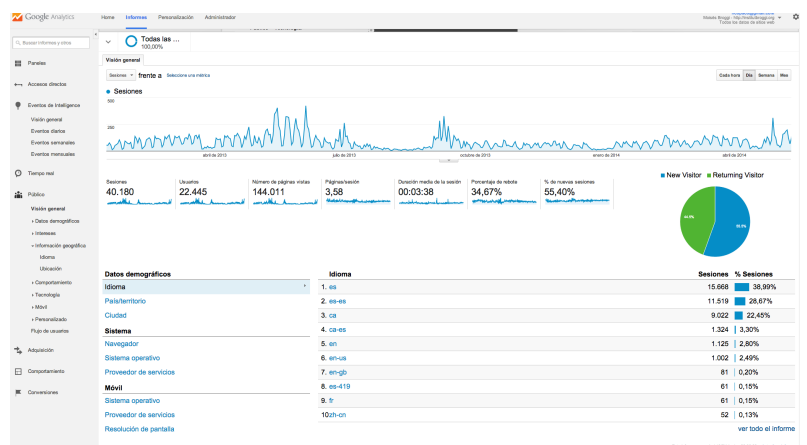 Google Analytics
Home Informes Personalización Administrador
Todos los datos de sitios web
Buscar informes y otros
Todas las ...
100,00%
Visión general
Sesiones frente a Seleccione una métrica
Cada hora Día Semana Mes
Sesiones
500
250
abril de 2013 julio de 2013 octubre de 2013 enero de 2014 abril de 2014
Paneles
Accesos directos
Eventos de Intelligence
Visión general
Eventos diarios
Eventos semanales
Eventos mensuales
Tiempo real
Público
Visión general
Datos demográficos
Intereses
Información geográfica
Idioma
Ubicación
Comportamiento
Tecnología
Móvil
Personalizado
Flujo de usuarios
Adquisición
Comportamiento
Conversiones
Sesiones
40.180
Usuarios
22.445
Número de páginas vistas
144.011
Páginas/sesión
3,58
Duración media de la sesión
00:03:38
Porcentaje de rebote
34,67%
% de nuevas sesiones
55,40%
New Visitor Returning Visitor
Datos demográficos
Idioma
País/territorio
Ciudad
Sistema
Navegador
Sistema operativo
Proveedor de servicios
Móvil
Sistema operativo
Proveedor de servicios
Resolución de pantalla
Idioma Sesiones % Sesiones
1. es 15.668 38,99%
2. es-es 11.519 28,67%
3. ca 9.022 22,45%
4. ca-es 1.324 3,30%
5. en 1.125 2,80%
6. en-us 1.002 2,49%
7. en-gb 81 0,20%
8. es-419 61 0,15%
9. fr 61 0,15%
10zh-cn 52 0,13%
ver todo el informe